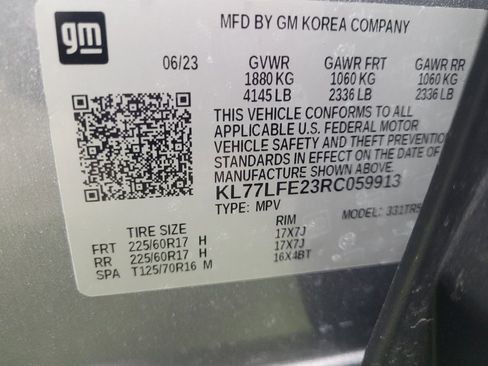 gm
MFD BY GM KOREA COMPANY
06/23 GVWR GAWR FRT GAWR RR
1880 KG 1060 KG 1060 KG
4145 LB 2336 LB 2336 LB
THIS VEHICLE CONFORMS TO ALL
APPLICABLE U.S. FEDERAL MOTOR
VEHICLE SAFETY AND THEFT PREVENTION
STANDARDS IN EFFECT ON THE DATE OF
KL77LFE23RC059913
TYPE: MPV MODEL:
TIRE SIZE RIM
FRT 225/60R17 H 17X7J
RR 225/60R17 H 17X7J
SPA T125/70R16 M 16X4BT